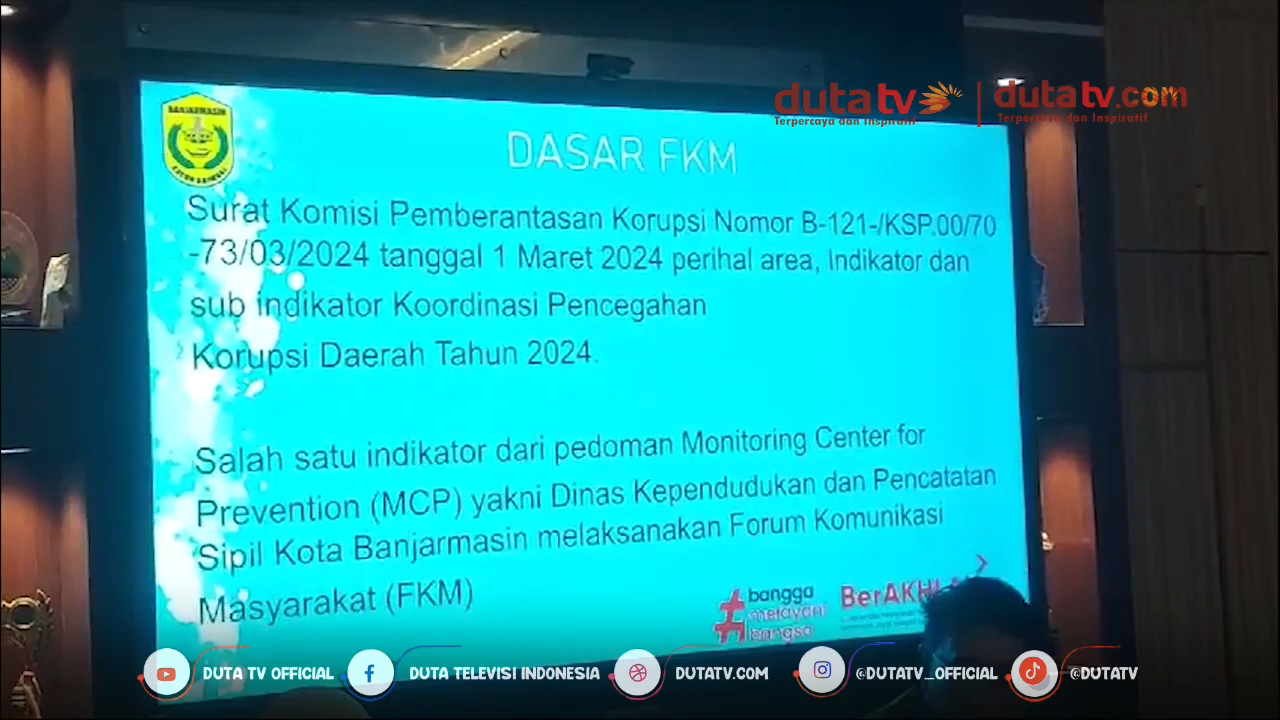 dutatv
Terpercaya dan Inspiratif
dutatv.com
Terpercaya dan Inspiratif
BANJARMASIN
KAYUH BAIMBAI
DASAR FKM
Surat Komisi Pemberantasan Korupsi Nomor B-121-/KSP.00/70
-73/03/2024 tanggal 1 Maret 2024 perihal area, Indikator dan
sub indikator Koordinasi Pencegahan
Korupsi Daerah Tahun 2024.
Salah satu indikator dari pedoman Monitoring Center for
Prevention (MCP) yakni Dinas Kependudukan dan Pencatatan
Sipil Kota Banjarmasin melaksanakan Forum Komunikasi
Masyarakat (FKM)
#bangga
melayani
bangsa
BerAKHL
DUTA TV OFFICIAL
DUTA TELEVISI INDONESIA
DUTATV.COM
@DUTATV_OFFICIAL
@DUTATV